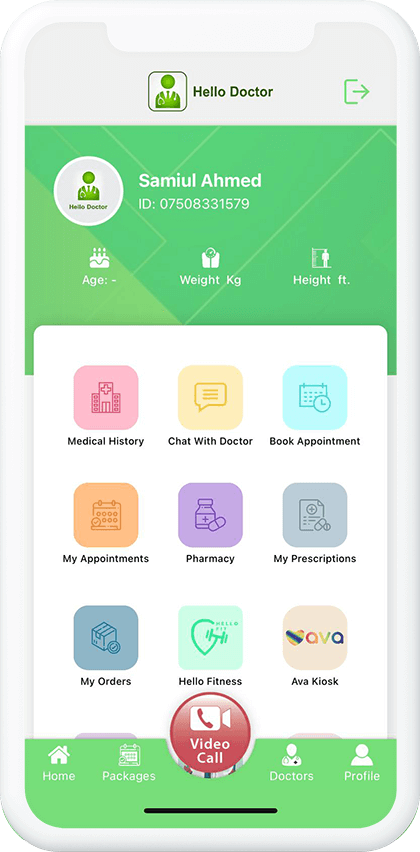 Hello Doctor
Hello Doctor
Samiul Ahmed
ID: 07508331579
Age: -
Weight Kg
Height ft.
Medical History
Chat With Doctor
Book Appointment
My Appointments
Pharmacy
My Prescriptions
My Orders
HELLO
FIT
Hello Fitness
ava
Ava Kiosk
Video
Call
Home
Packages
Doctors
Profile